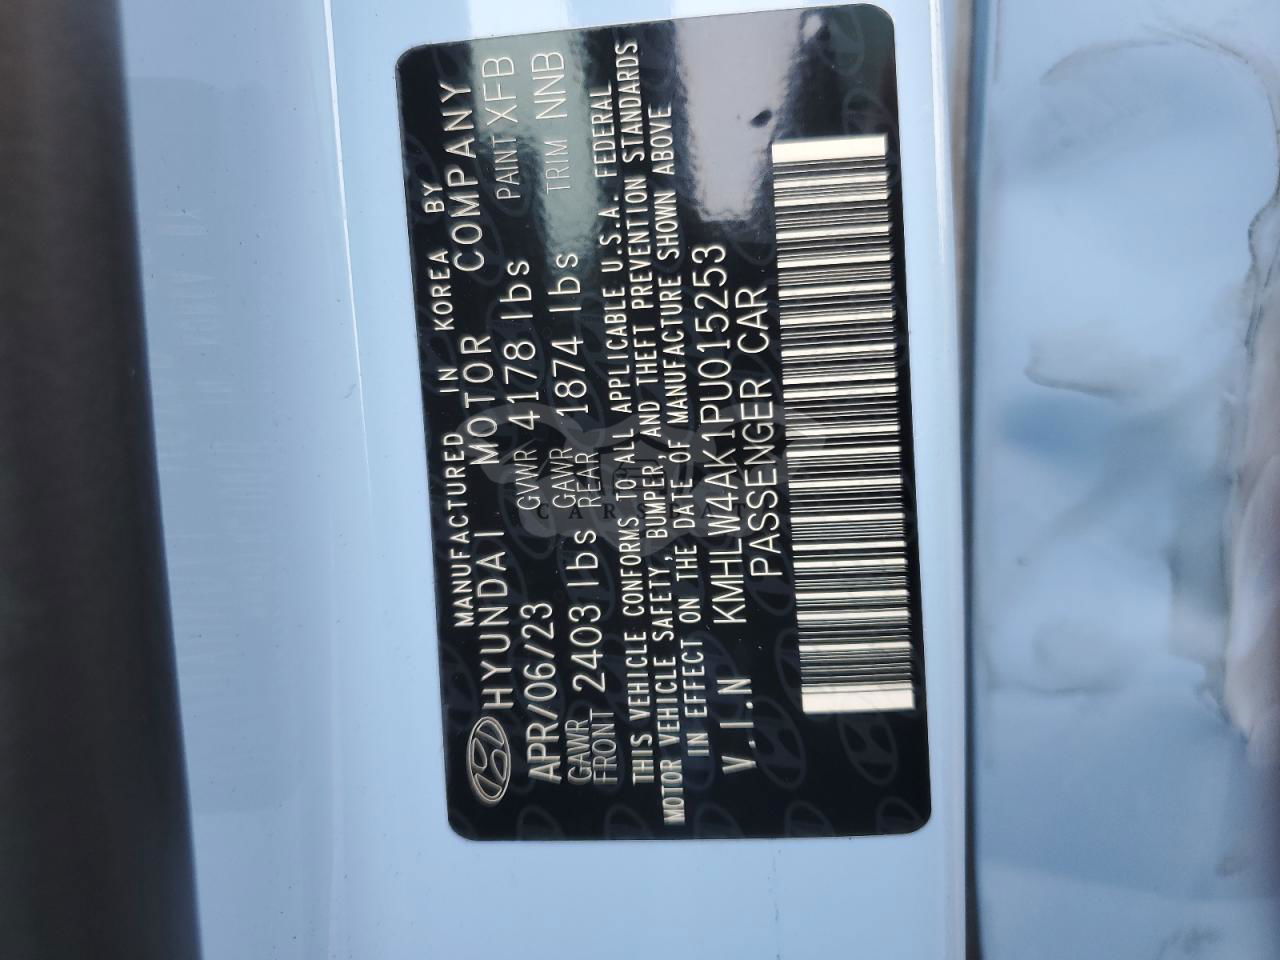 MANUFACTURED IN KOREA BY
HYUNDAI MOTOR COMPANY
APR/06/23 GVWR 4178 lbs PAINT XFB
GAWR FRONT 2403 lbs GAWR REAR 1874 lbs TRIM NNB
THIS VEHICLE CONFORMS TO ALL APPLICABLE U.S.A. FEDERAL
MOTOR VEHICLE SAFETY, BUMPER, AND THEFT PREVENTION STANDARDS
IN EFFECT ON THE DATE OF MANUFACTURE SHOWN ABOVE
V.I.N KMHLW4AK1PU015253
PASSENGER CAR